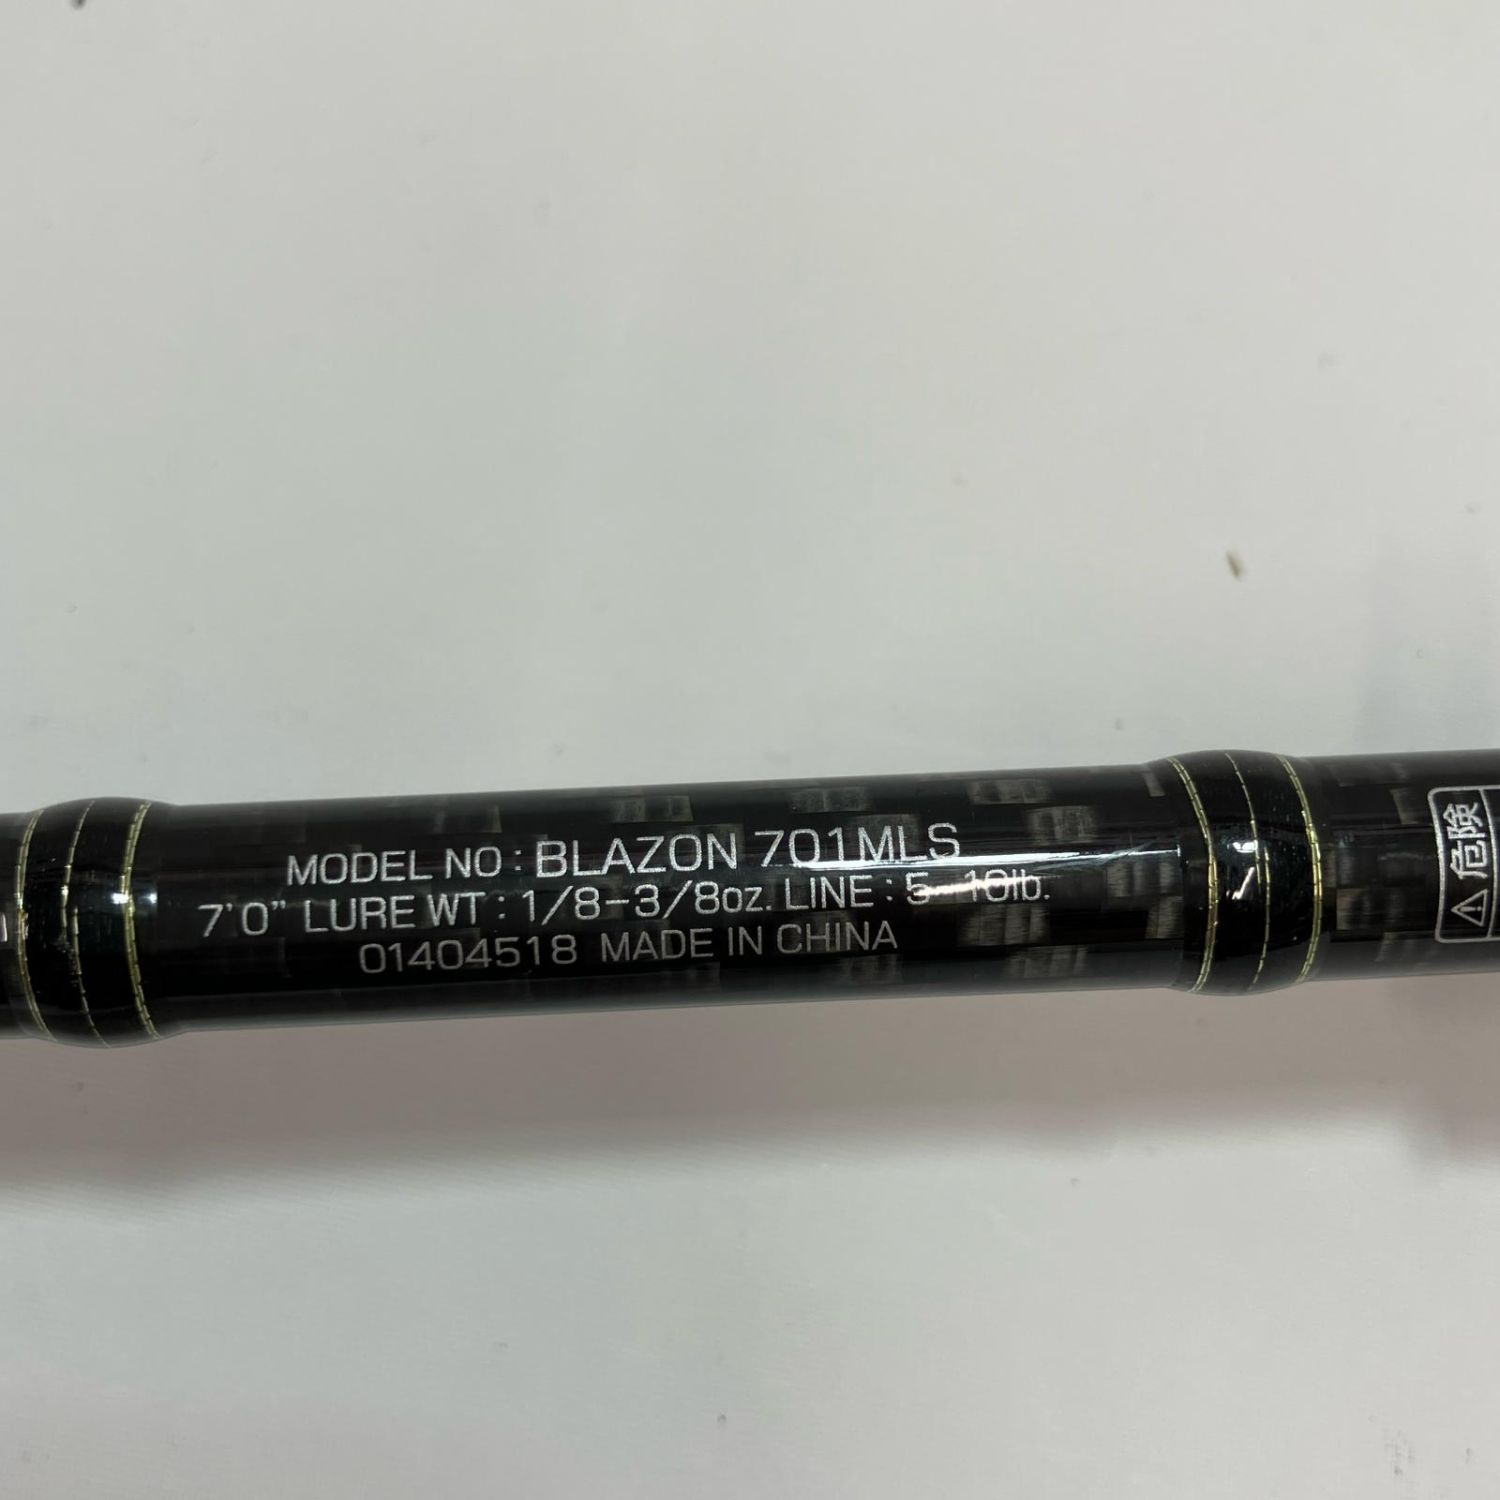 MODEL NO : BLAZON 701MLS
7'0" LURE WT : 1/8-3/8oz. LINE : 5-10lb.
01404518 MADE IN CHINA
⚠危険